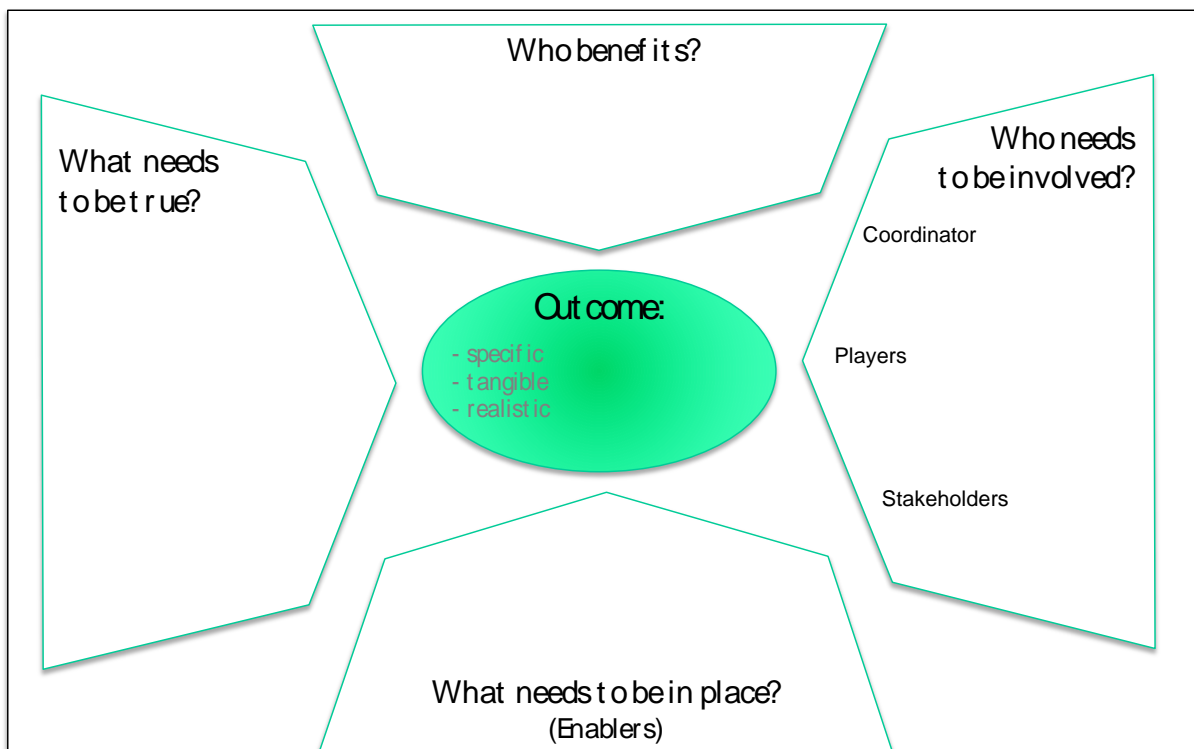 Who benefits?
What needs
to be true?
Who needs
to be involved?
Coordinator
Outcome:
- specific
- tangible
- realistic
Players
Stakeholders
What needs to be in place?
(Enablers)